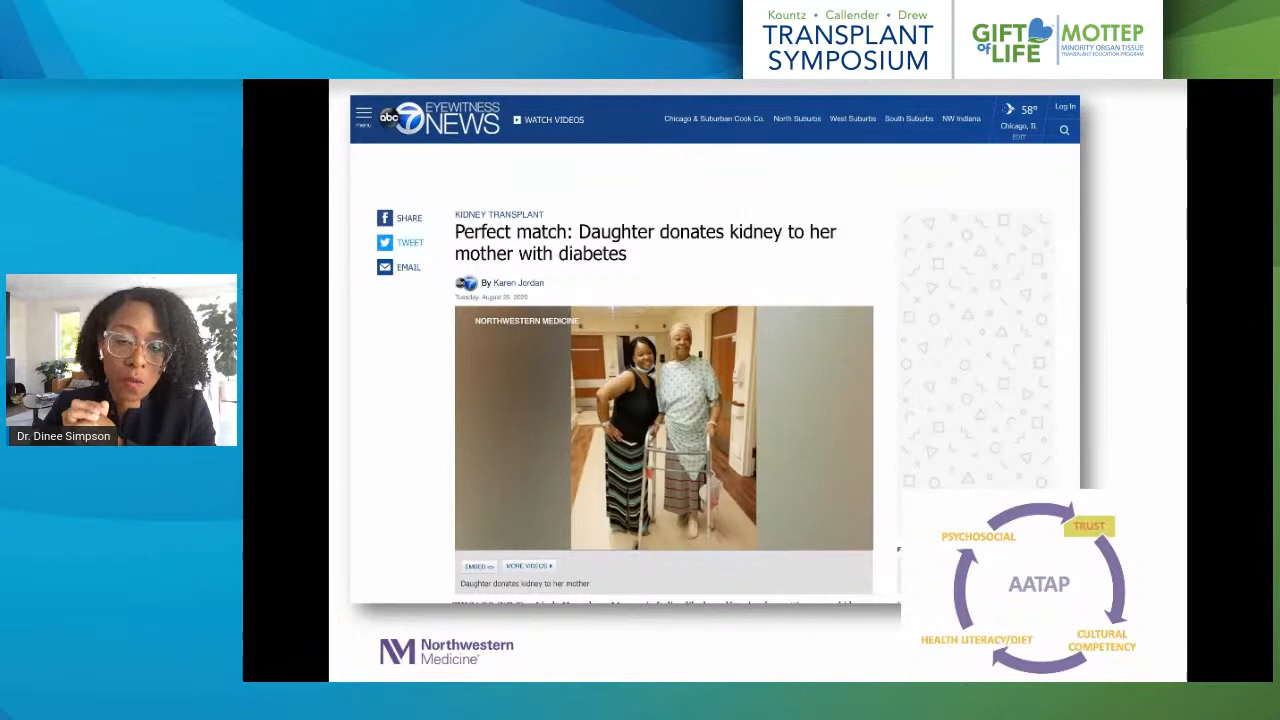 Kountz • Callender • Drew
TRANSPLANT
SYMPOSIUM
GIFT
of
LIFE
MOTTEP
MINORITY ORGAN TISSUE
TRANSPLANT EDUCATION PROGRAM
menu
abc 7
EYEWITNESS
NEWS
WATCH VIDEOS
Chicago & Suburban Cook Co.
North Suburbs
West Suburbs
South Suburbs
NW Indiana
58°
Chicago, IL
EDIT
Log In
SHARE
TWEET
EMAIL
KIDNEY TRANSPLANT
Perfect match: Daughter donates kidney to her
mother with diabetes
By Karen Jordan
Tuesday, August 25, 2020
NORTHWESTERN MEDICINE
EMBED <>
MORE VIDEOS
Daughter donates kidney to her mother
Dr. Dinee Simpson
PSYCHOSOCIAL
TRUST
AATAP
HEALTH LITERACY/DIET
CULTURAL
COMPETENCY
NM Northwestern
Medicine